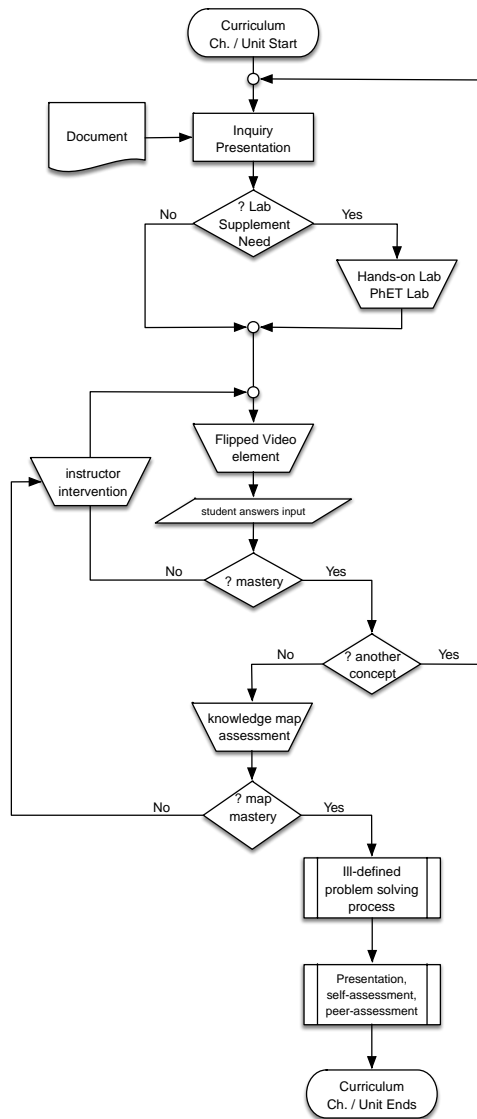 Curriculum
Ch. / Unit Start
Document
Inquiry
Presentation
? Lab
Supplement
Need
No
Yes
Hands-on Lab
PhET Lab
Flipped Video
element
instructor
intervention
student answers input
? mastery
No
Yes
? another
concept
No
Yes
knowledge map
assessment
? map
mastery
No
Yes
Ill-defined
problem solving
process
Presentation,
self-assessment,
peer-assessment
Curriculum
Ch. / Unit Ends